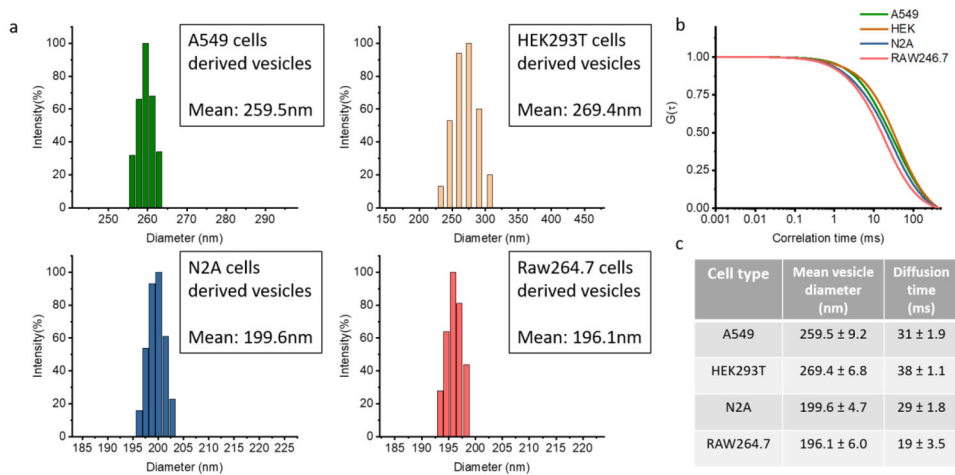 a
A549 cells
derived vesicles
Mean: 259.5nm
Intensity(%)
100
80
60
40
20
0
250 260 270 280 290
Diameter (nm)
HEK293T cells
derived vesicles
Mean: 269.4nm
Intensity(%)
100
80
60
40
20
0
150 200 250 300 350 400 450
Diameter (nm)
N2A cells
derived vesicles
Mean: 199.6nm
Intensity(%)
100
80
60
40
20
0
185 190 195 200 205 210 215 220 225
Diameter (nm)
Raw264.7 cells
derived vesicles
Mean: 196.1nm
Intensity(%)
100
80
60
40
20
0
185 190 195 200 205 210 215 220
Diameter (nm)
b
A549
HEK
N2A
RAW246.7
G(τ)
1.00
0.75
0.50
0.25
0.00
0.001 0.01 0.1 1 10 100
Correlation time (ms)
c
Cell type Mean vesicle diameter (nm) Diffusion time (ms)
A549 259.5 ± 9.2 31 ± 1.9
HEK293T 269.4 ± 6.8 38 ± 1.1
N2A 199.6 ± 4.7 29 ± 1.8
RAW264.7 196.1 ± 6.0 19 ± 3.5